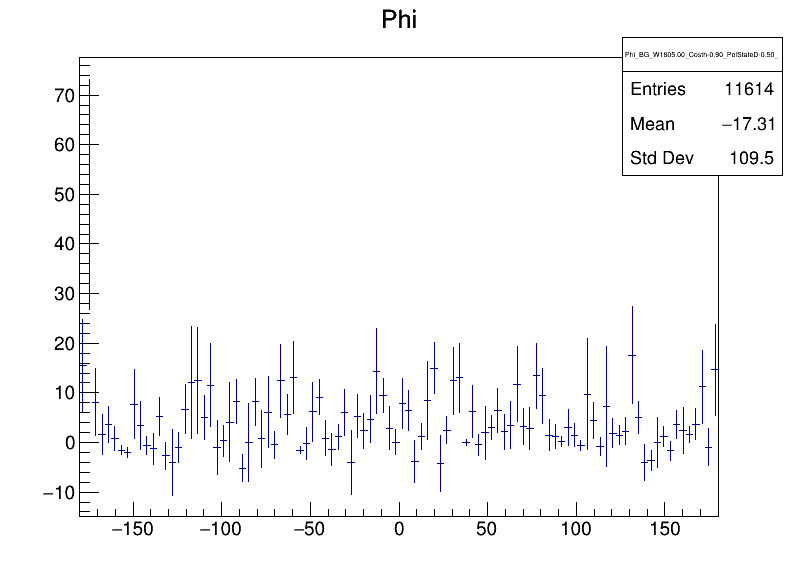 Phi
Phi_BG_W1805.00_Costh-0.90_PolStateD-0.50_
Entries 11614
Mean −17.31
Std Dev 109.5
70
60
50
40
30
20
10
0
−10
−150 −100 −50 0 50 100 150